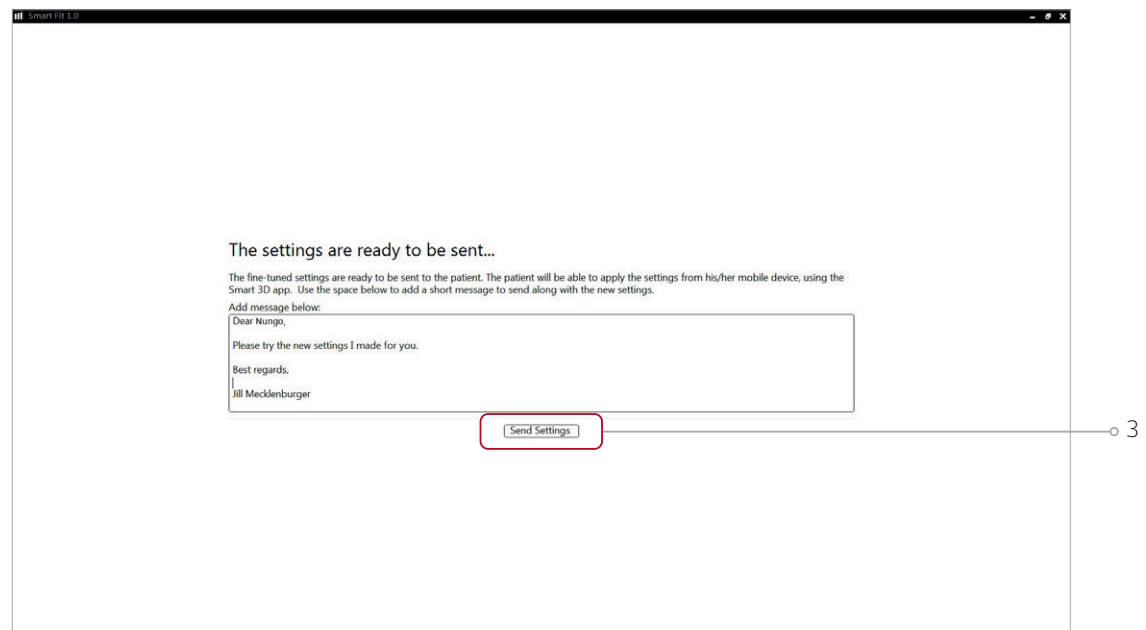 Smart Fit 1.0
The settings are ready to be sent...
The fine-tuned settings are ready to be sent to the patient. The patient will be able to apply the settings from his/her mobile device, using the
Smart 3D app. Use the space below to add a short message to send along with the new settings.
Add message below:
Dear Nungo,
Please try the new settings I made for you.
Best regards,
Jill Mecklenburger
Send Settings
3